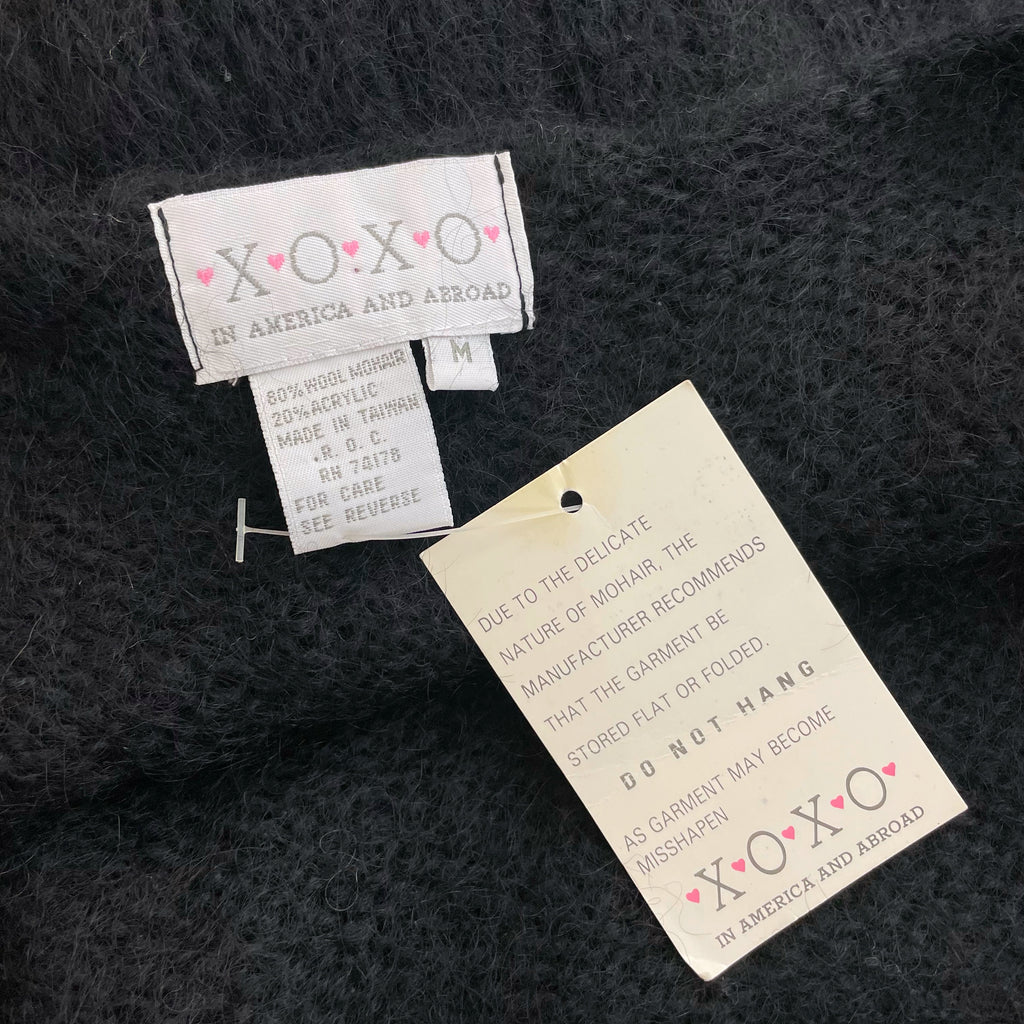 X♥O♥X♥O♥
IN AMERICA AND ABROAD
M
80% WOOL MOHAIR
20% ACRYLIC
MADE IN TAIWAN
.R. O. C.
RN 74178
FOR CARE
SEE REVERSE
DUE TO THE DELICATE
NATURE OF MOHAIR, THE
MANUFACTURER RECOMMENDS
THAT THE GARMENT BE
STORED FLAT OR FOLDED.
DO NOT HANG
AS GARMENT MAY BECOME
MISSHAPEN
♥X♥O♥X♥O♥
IN AMERICA AND ABROAD